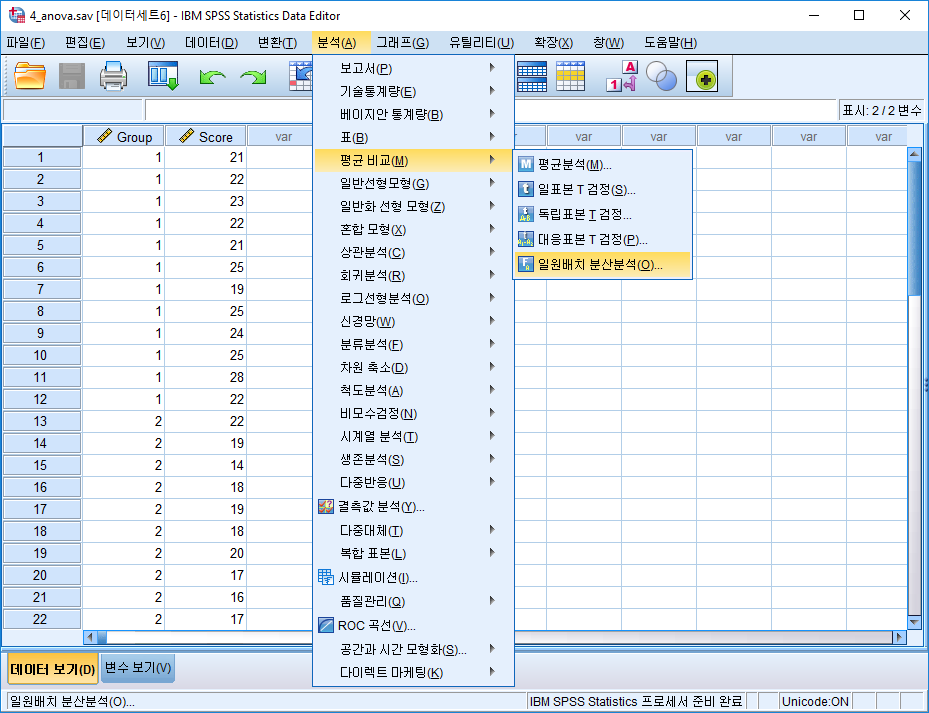 4_anova.sav [데이터세트6] - IBM SPSS Statistics Data Editor
파일(F) 편집(E) 보기(V) 데이터(D) 변환(T) 분석(A) 그래프(G) 유틸리티(U) 확장(X) 창(W) 도움말(H)
표시: 2 / 2 변수
Group Score var var var var var
1 1 21
2 1 22
3 1 23
4 1 22
5 1 21
6 1 25
7 1 19
8 1 25
9 1 24
10 1 25
11 1 28
12 1 22
13 2 22
14 2 19
15 2 14
16 2 18
17 2 19
18 2 18
19 2 20
20 2 17
21 2 16
22 2 17
보고서(P)
기술통계량(E)
베이지안 통계량(B)
표(B)
평균 비교(M)
일반선형모형(G)
일반화 선형 모형(Z)
혼합 모형(X)
상관분석(C)
회귀분석(R)
로그선형분석(O)
신경망(W)
분류분석(F)
차원 축소(D)
척도분석(A)
비모수검정(N)
시계열 분석(T)
생존분석(S)
다중반응(U)
결측값 분석(Y)...
다중대체(T)
복합 표본(L)
시뮬레이션(I)...
품질관리(Q)
ROC 곡선(V)...
공간과 시간 모형화(S)...
다이렉트 마케팅(K)
평균분석(M)...
일표본 T 검정(S)...
독립표본 T 검정...
대응표본 T 검정(P)...
일원배치 분산분석(O)...
데이터 보기(D) 변수 보기(V)
일원배치 분산분석(O)... IBM SPSS Statistics 프로세서 준비 완료 Unicode:ON